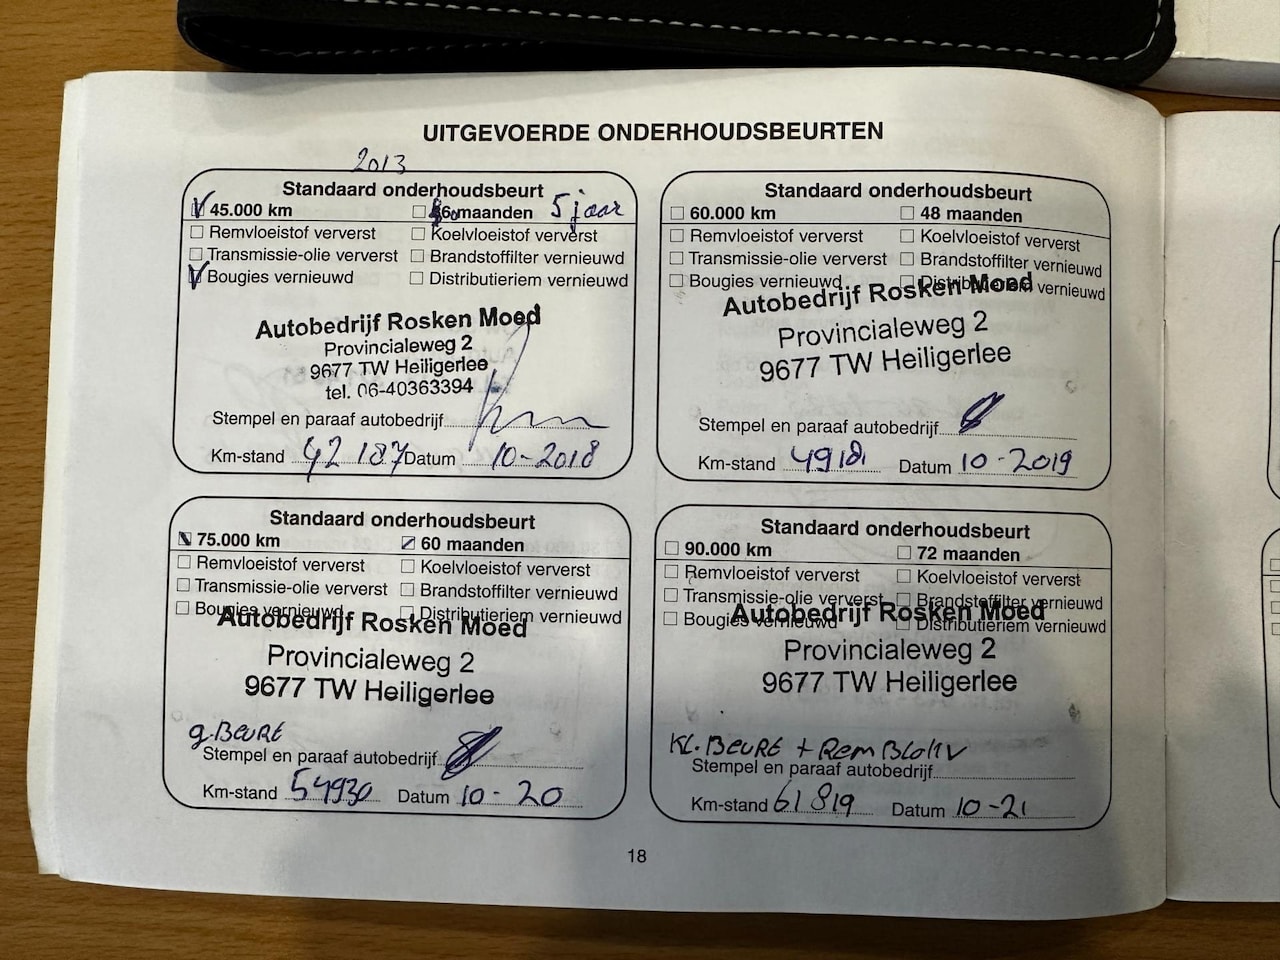 UITGEVOERDE ONDERHOUDSBEURTEN
2013
Standaard onderhoudsbeurt
45.000 km
maanden 5 jaar
Remvloeistof ververst
Koelvloeistof ververst
Transmissie-olie ververst
Brandstoffilter vernieuwd
Bougies vernieuwd
Distributieriem vernieuwd
Autobedrijf Rosken Moed
Provincialeweg 2
9677 TW Heiligerlee
tel. 06-40363394
Stempel en paraaf autobedrijf
Km-stand 42 187 Datum 10-2018
Standaard onderhoudsbeurt
60.000 km
48 maanden
Remvloeistof ververst
Koelvloeistof ververst
Transmissie-olie ververst
Brandstoffilter vernieuwd
Bougies vernieuwd
Distributieriem vernieuwd
Autobedrijf Rosken Moed
Provincialeweg 2
9677 TW Heiligerlee
Stempel en paraaf autobedrijf
Km-stand Datum 10-2019
Standaard onderhoudsbeurt
75.000 km
60 maanden
Remvloeistof ververst
Koelvloeistof ververst
Transmissie-olie ververst
Brandstoffilter vernieuwd
Bougies vernieuwd
Distributieriem vernieuwd
Autobedrijf Rosken Moed
Provincialeweg 2
9677 TW Heiligerlee
g.BEURT
Stempel en paraaf autobedrijf
Km-stand 54930 Datum 10-20
Standaard onderhoudsbeurt
90.000 km
72 maanden
Remvloeistof ververst
Koelvloeistof ververst
Transmissie-olie ververst
Brandstoffilter vernieuwd
Bougies vernieuwd
Distributieriem vernieuwd
Autobedrijf Rosken Moed
Provincialeweg 2
9677 TW Heiligerlee
KL.BEURT +
Stempel en paraaf autobedrijf
Km-stand 61819 Datum 10-21
18